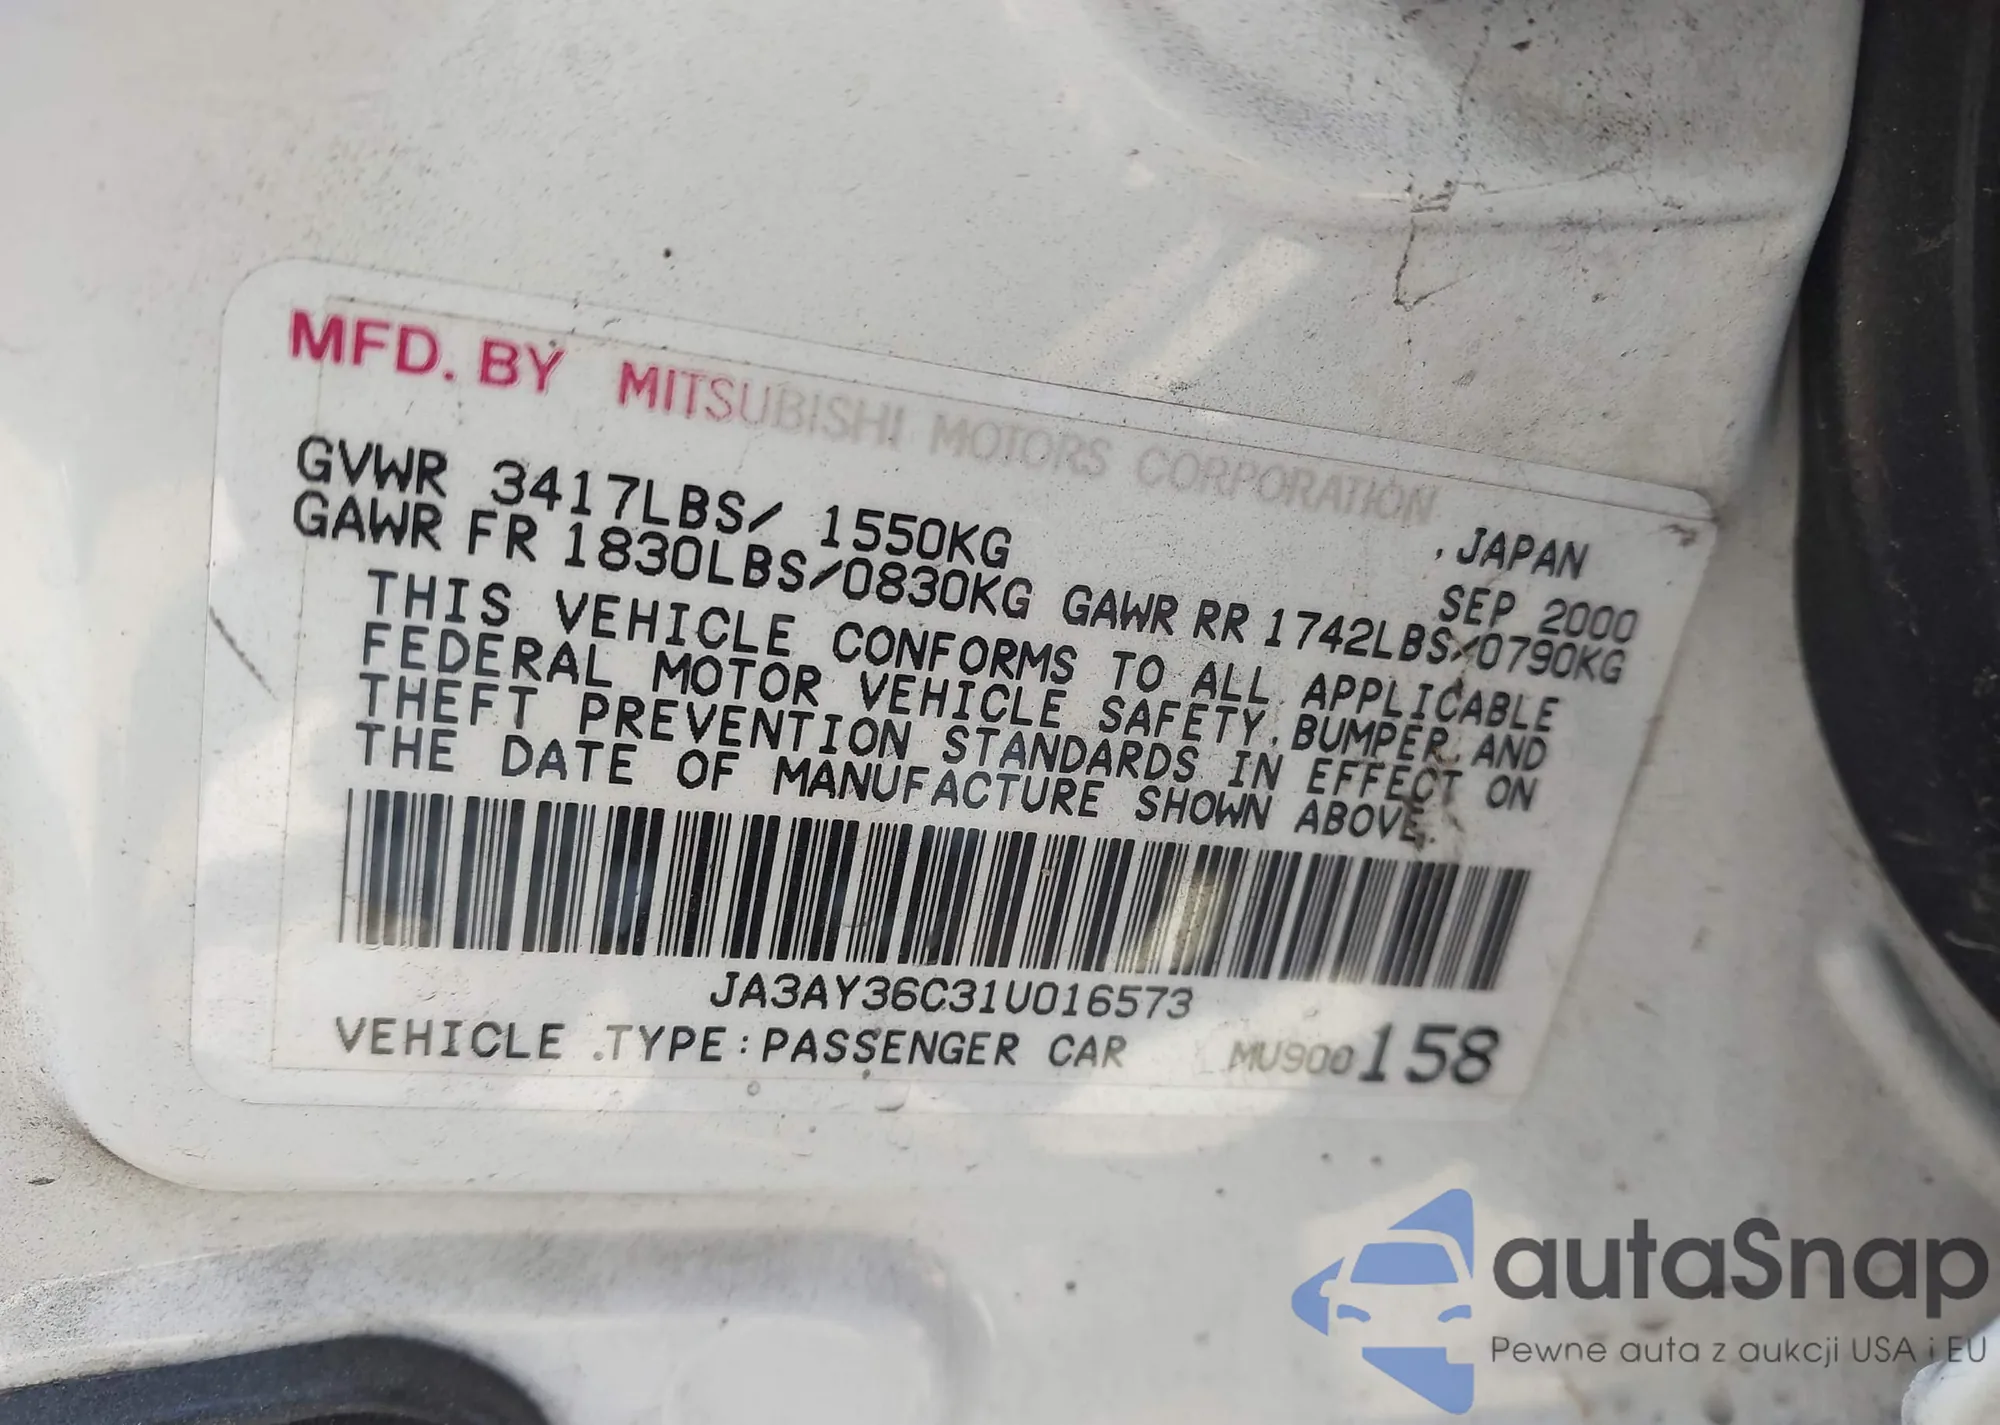 MFD. BY MITSUBISHI MOTORS CORPORATION
, JAPAN
GVWR 3417LBS/ 1550KG SEP 2000
GAWR FR 1830LBS/0830KG GAWR RR 1742LBS/0790KG
THIS VEHICLE CONFORMS TO ALL APPLICABLE
FEDERAL MOTOR VEHICLE SAFETY, BUMPER, AND
THEFT PREVENTION STANDARDS IN EFFECT ON
THE DATE OF MANUFACTURE SHOWN ABOVE.
JA3AY36C31U016573
VEHICLE TYPE: PASSENGER CAR MU900158
autaSnap
Pewne auta z aukcji USA i EU